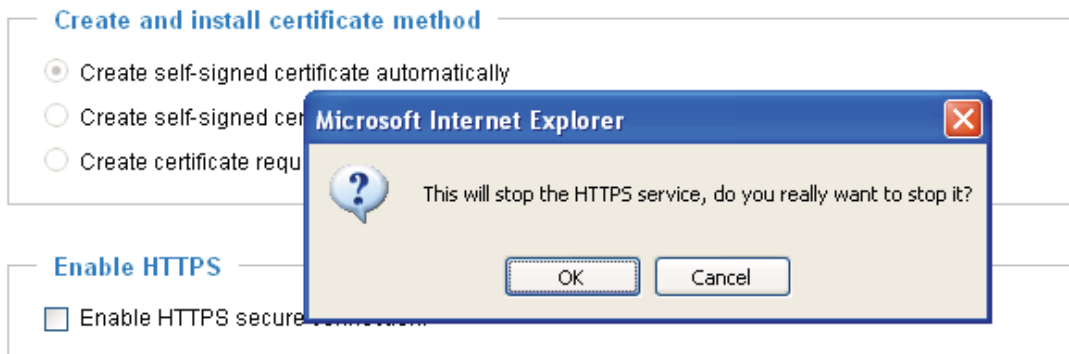 Create and install certificate method
Create self-signed certificate automatically
Create self-signed cer
Create certificate requ
Microsoft Internet Explorer
This will stop the HTTPS service, do you really want to stop it?
OK
Cancel
Enable HTTPS
Enable HTTPS secure